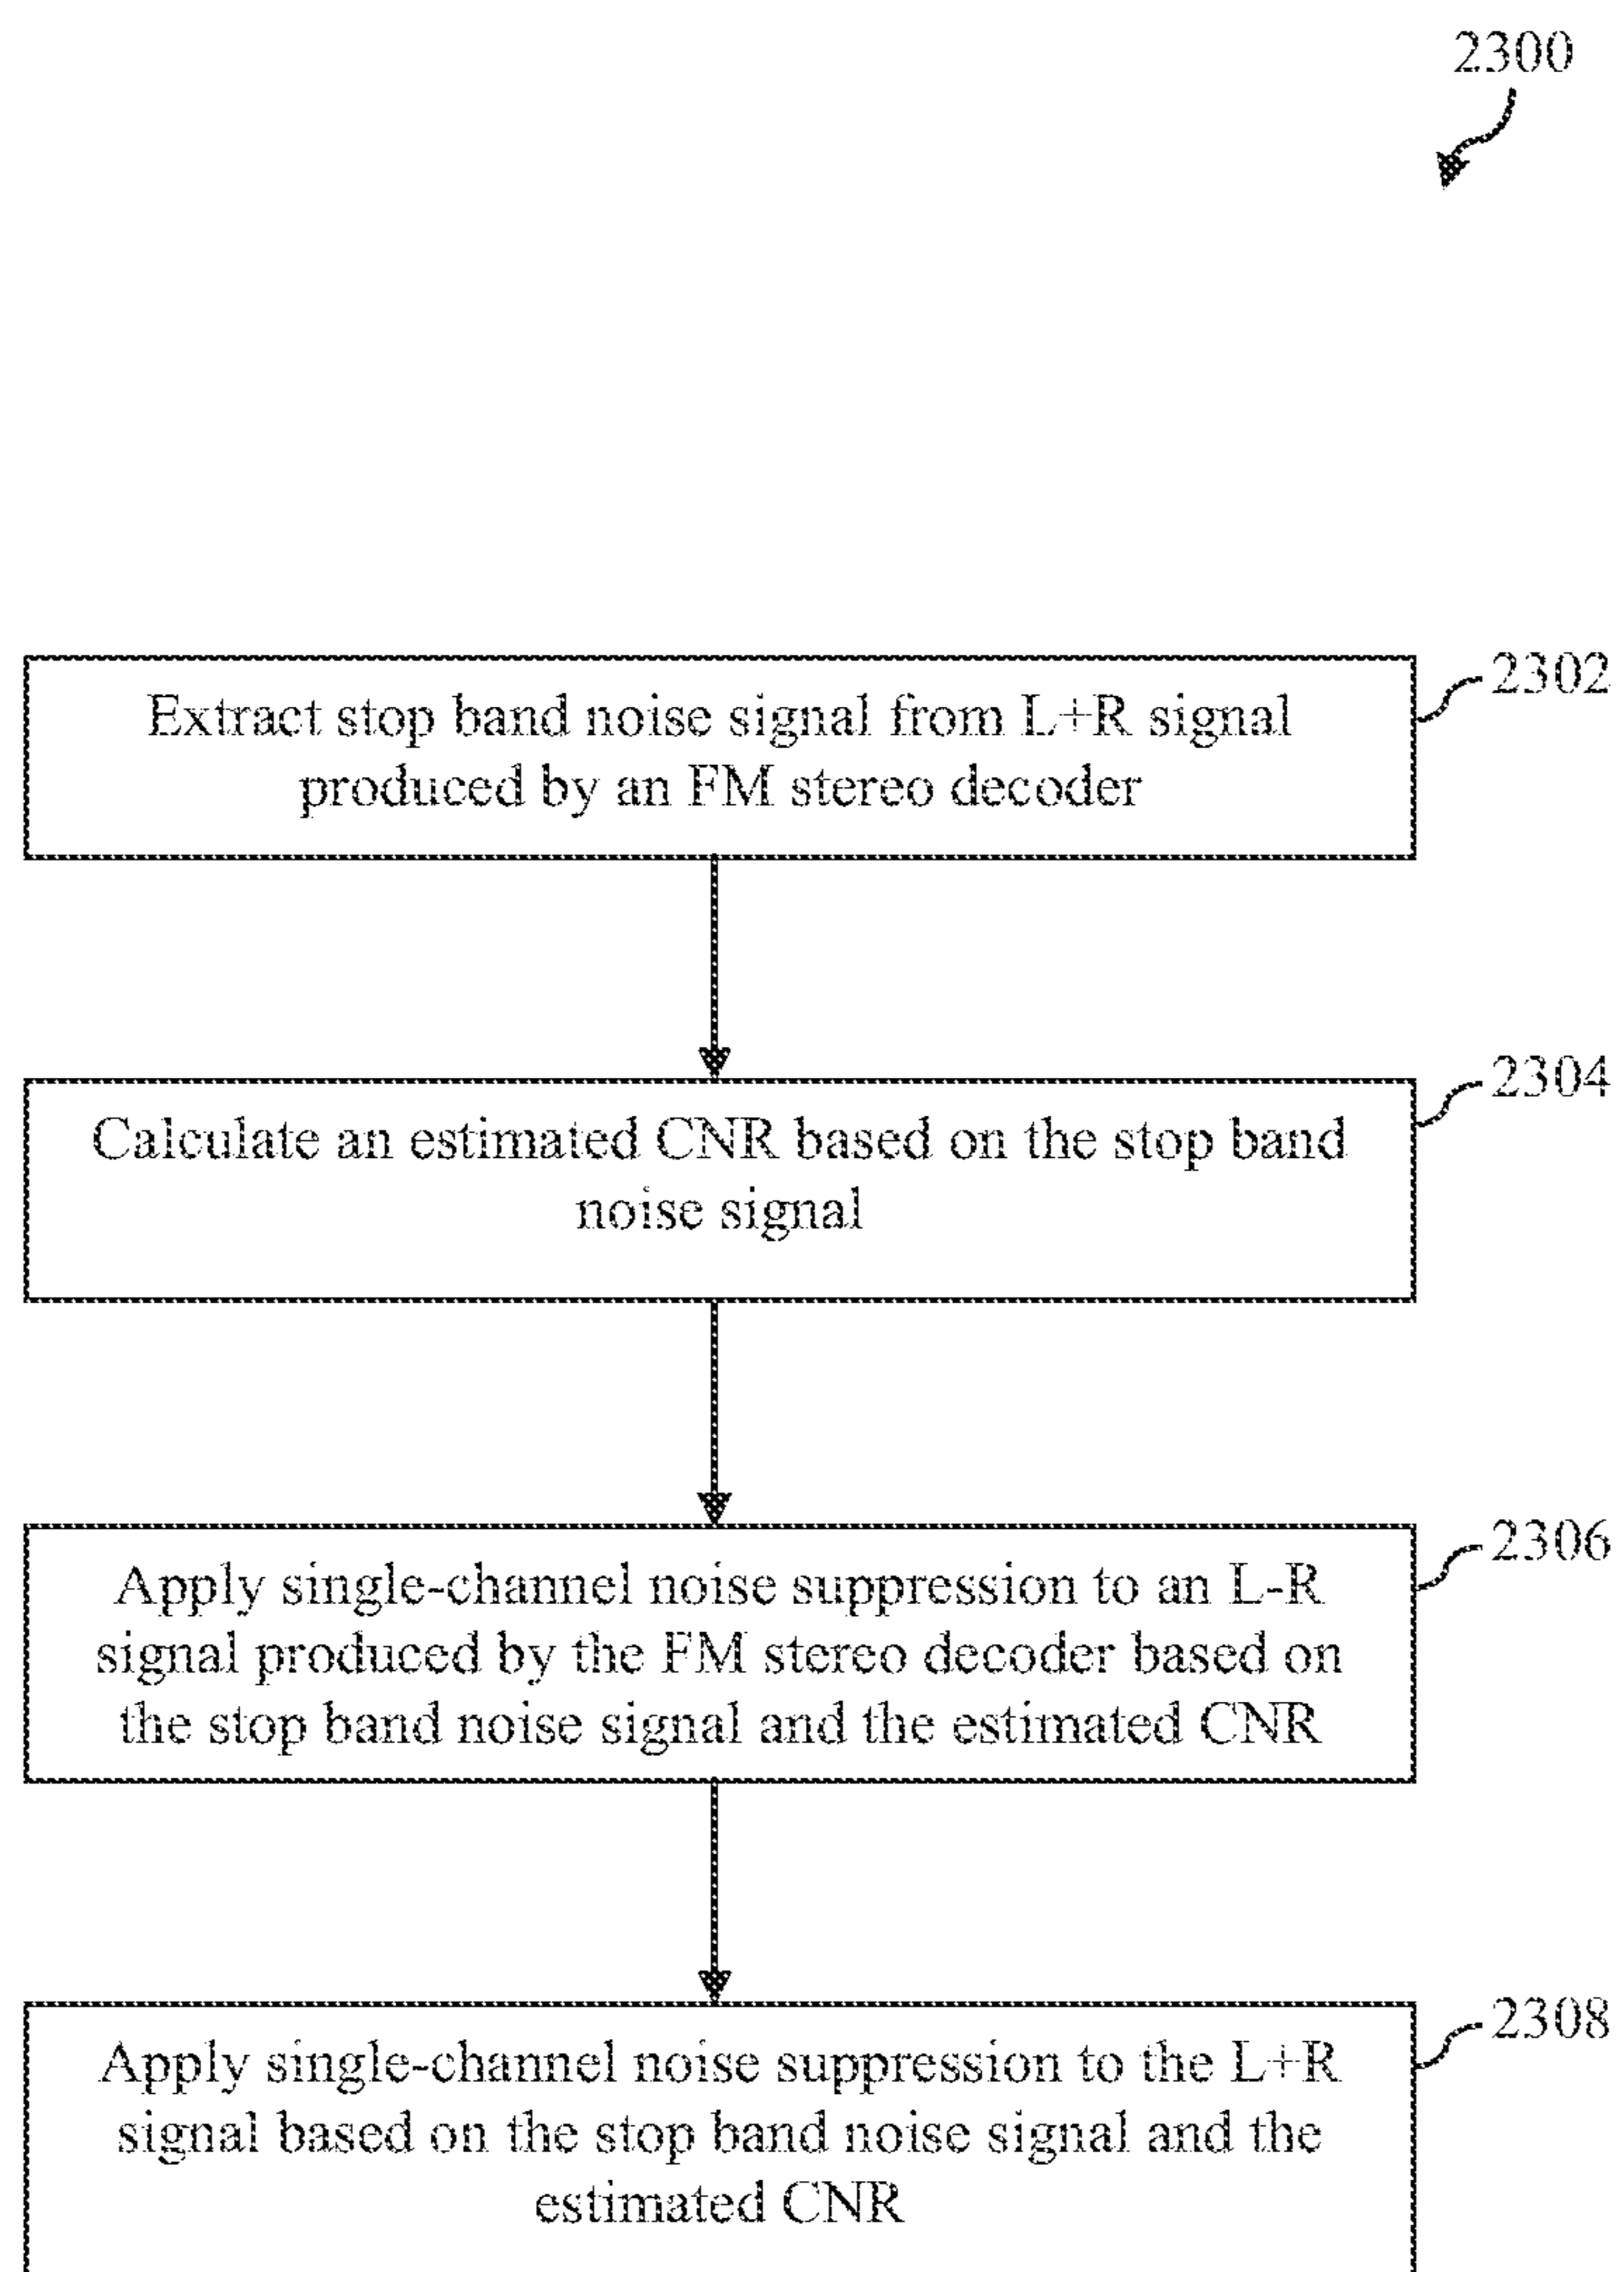 2300
Extract stop band noise signal from L+R signal
produced by an FM stereo decoder
2302
Calculate an estimated CNR based on the stop band
noise signal
2304
Apply single-channel noise suppression to an L-R
signal produced by the FM stereo decoder based on
the stop band noise signal and the estimated CNR
2306
Apply single-channel noise suppression to the L+R
signal based on the stop band noise signal and the
estimated CNR
2308